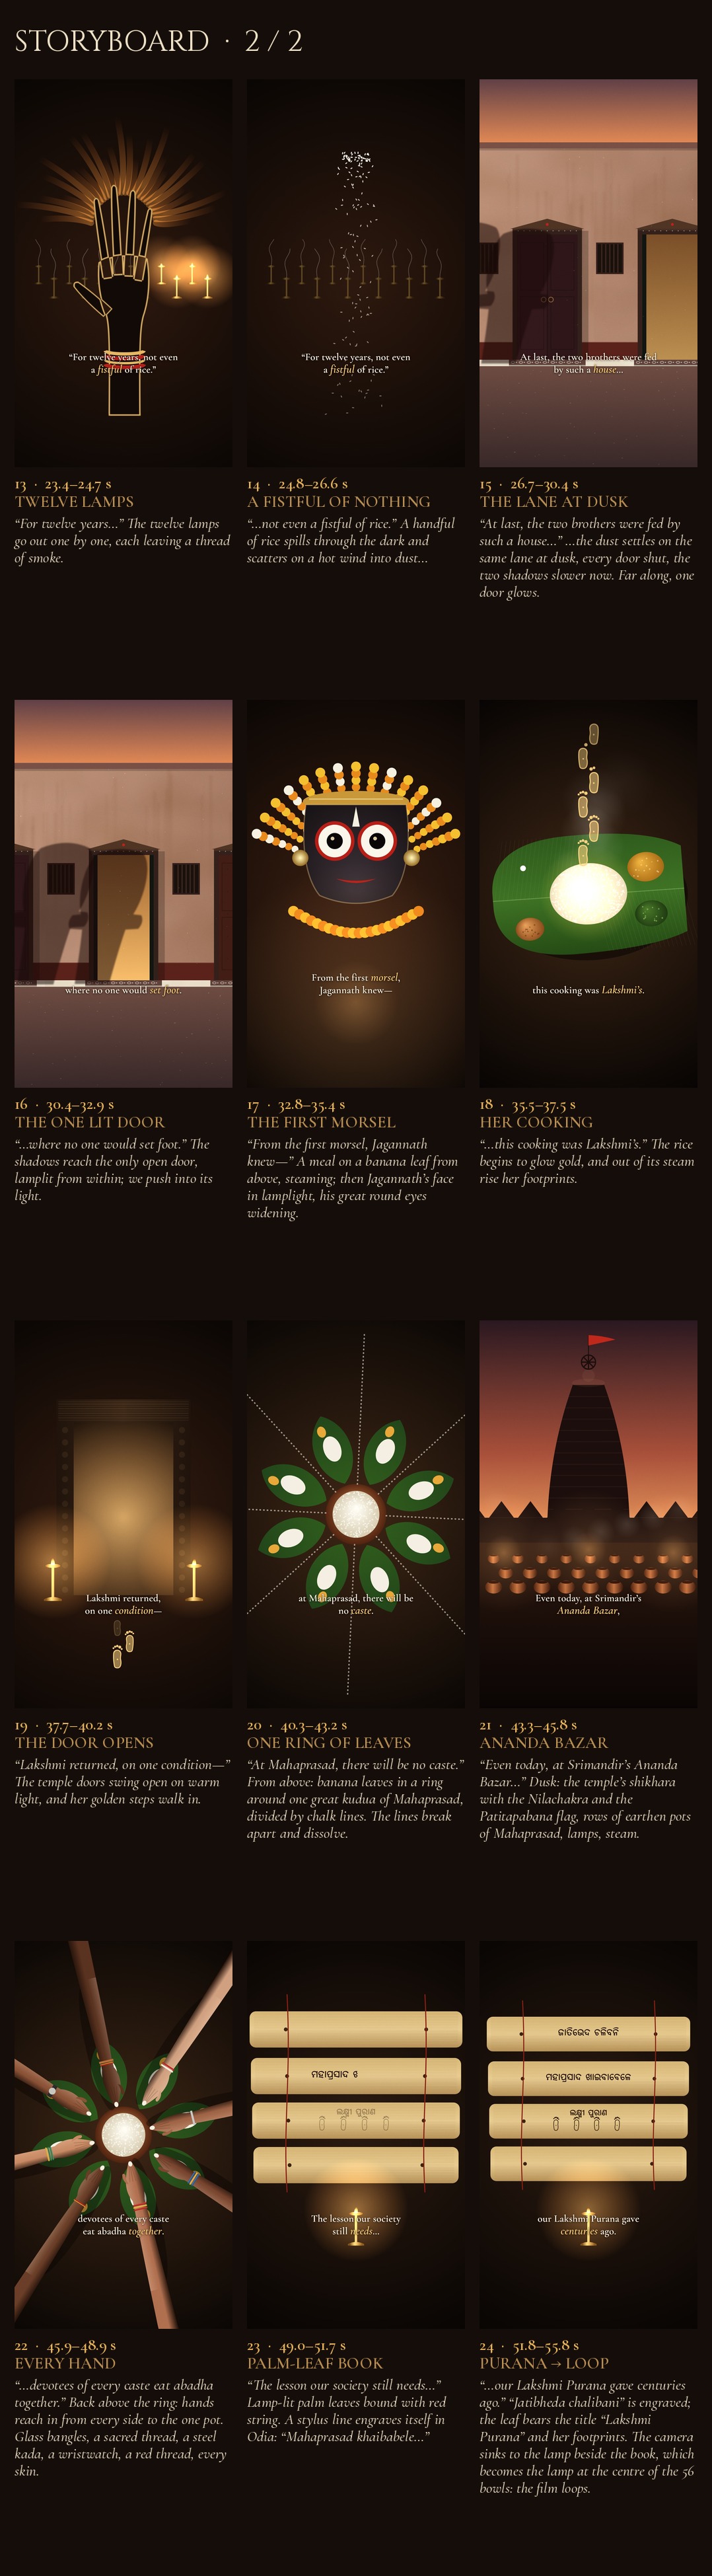 STORYBOARD · 2 / 2
“For twelve years, not even
a fistful of rice.”
“For twelve years, not even
a fistful of rice.”
At last, the two brothers were fed
by such a house...
13 · 23.4–24.7 s
TWELVE LAMPS
“For twelve years...” The twelve lamps
go out one by one, each leaving a thread
of smoke.
14 · 24.8–26.6 s
A FISTFUL OF NOTHING
“...not even a fistful of rice.” A handful
of rice spills through the dark and
scatters on a hot wind into dust...
15 · 26.7–30.4 s
THE LANE AT DUSK
“At last, the two brothers were fed by
such a house...” ...the dust settles on the
same lane at dusk, every door shut, the
two shadows slower now. Far along, one
door glows.
where no one would set foot.
From the first morsel,
Jagannath knew—
this cooking was Lakshmi’s.
16 · 30.4–32.9 s
THE ONE LIT DOOR
“...where no one would set foot.” The
shadows reach the only open door,
lamplit from within; we push into its
light.
17 · 32.8–35.4 s
THE FIRST MORSEL
“From the first morsel, Jagannath
knew—” A meal on a banana leaf from
above, steaming; then Jagannath’s face
in lamplight, his great round eyes
widening.
18 · 35.5–37.5 s
HER COOKING
“...this cooking was Lakshmi’s.” The rice
begins to glow gold, and out of its steam
rise her footprints.
Lakshmi returned,
on one condition—
at Mahaprasad, there will be
no caste.
Even today, at Srimandir’s
Ananda Bazar,
19 · 37.7–40.2 s
THE DOOR OPENS
“Lakshmi returned, on one condition—”
The temple doors swing open on warm
light, and her golden steps walk in.
20 · 40.3–43.2 s
ONE RING OF LEAVES
“At Mahaprasad, there will be no caste.”
From above: banana leaves in a ring
around one great kudua of Mahaprasad,
divided by chalk lines. The lines break
apart and dissolve.
21 · 43.3–45.8 s
ANANDA BAZAR
“Even today, at Srimandir’s Ananda
Bazar...” Dusk: the temple’s shikhara
with the Nilachakra and the
Patitapabana flag, rows of earthen pots
of Mahaprasad, lamps, steam.
devotees of every caste
eat abadha together.
ମହାପ୍ରସାଦ ଖ
ଲକ୍ଷ୍ମୀ ପୁରାଣ
The lesson our society
still needs...
ଜାତିଭେଦ ଚଳିବନି
ମହାପ୍ରସାଦ ଖାଇବାବେଳେ
ଲକ୍ଷ୍ମୀ ପୁରାଣ
our Lakshmi Purana gave
centuries ago.
22 · 45.9–48.9 s
EVERY HAND
“...devotees of every caste eat abadha
together.” Back above the ring: hands
reach in from every side to the one pot.
Glass bangles, a sacred thread, a steel
kada, a wristwatch, a red thread, every
skin.
23 · 49.0–51.7 s
PALM-LEAF BOOK
“The lesson our society still needs...”
Lamp-lit palm leaves bound with red
string. A stylus line engraves itself in
Odia: “Mahaprasad khaibabele...”
24 · 51.8–55.8 s
PURANA → LOOP
“...our Lakshmi Purana gave centuries
ago.” “Jatibheda chalibani” is engraved;
the leaf bears the title “Lakshmi
Purana” and her footprints. The camera
sinks to the lamp beside the book, which
becomes the lamp at the centre of the 56
bowls: the film loops.